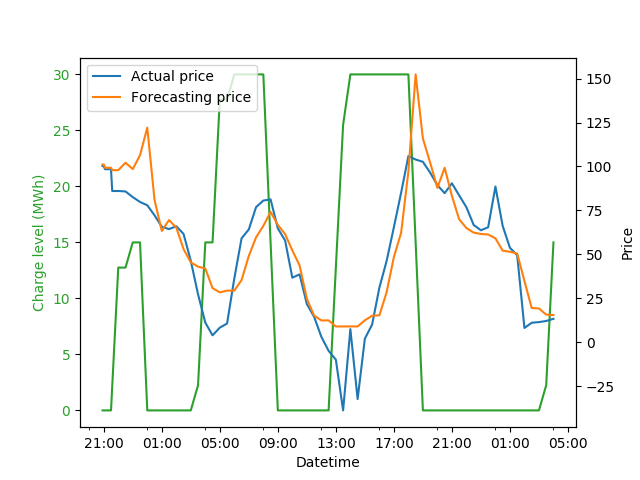 Actual price
Forecasting price
30
25
20
15
10
5
0
Charge level (MWh)
150
125
100
75
50
25
0
−25
Price
21:00 01:00 05:00 09:00 13:00 17:00 21:00 01:00 05:00
Datetime